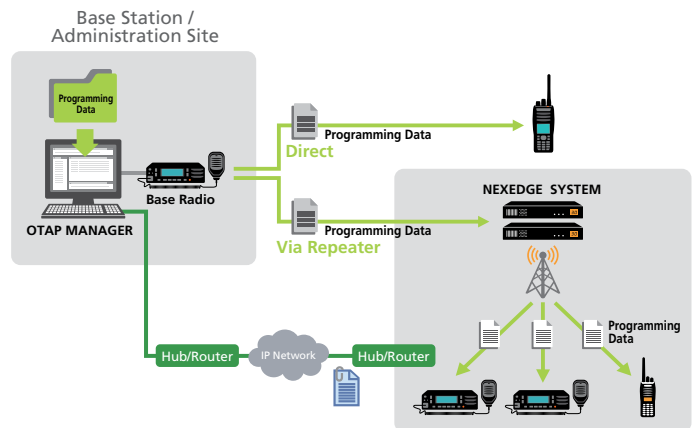 Base Station /
Administration Site
Programming
Data
Base Radio
OTAP MANAGER
Programming Data
Direct
Programming Data
Via Repeater
NEXEDGE SYSTEM
Programming
Data
Hub/Router
IP Network
Hub/Router